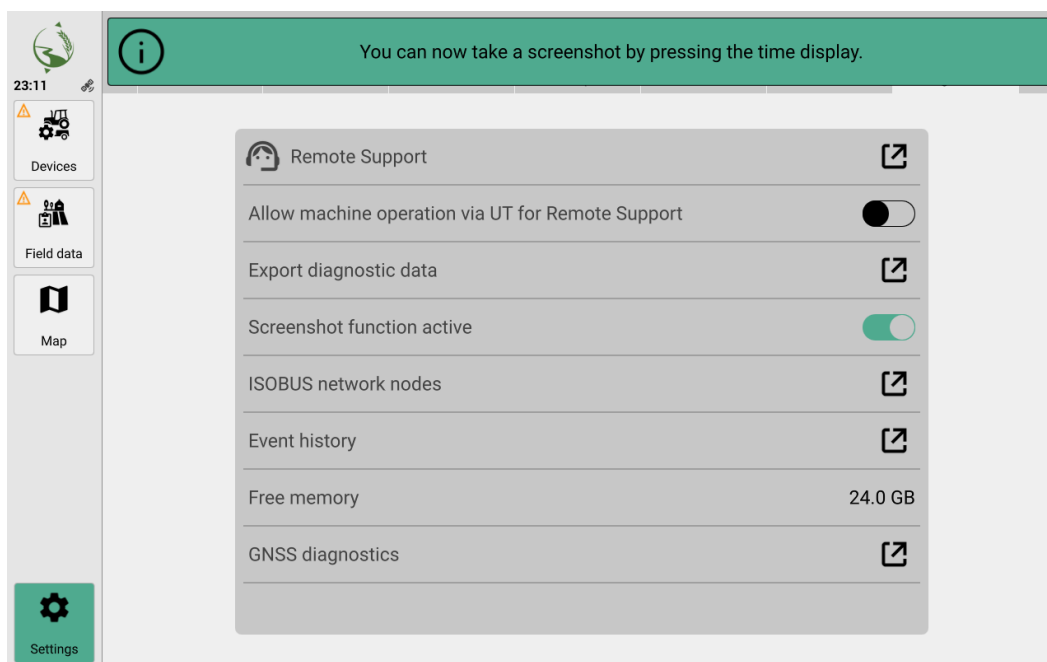 You can now take a screenshot by pressing the time display.
23:11
Devices
Field data
Map
Settings
Remote Support
Allow machine operation via UT for Remote Support
Export diagnostic data
Screenshot function active
ISOBUS network nodes
Event history
Free memory 24.0 GB
GNSS diagnostics